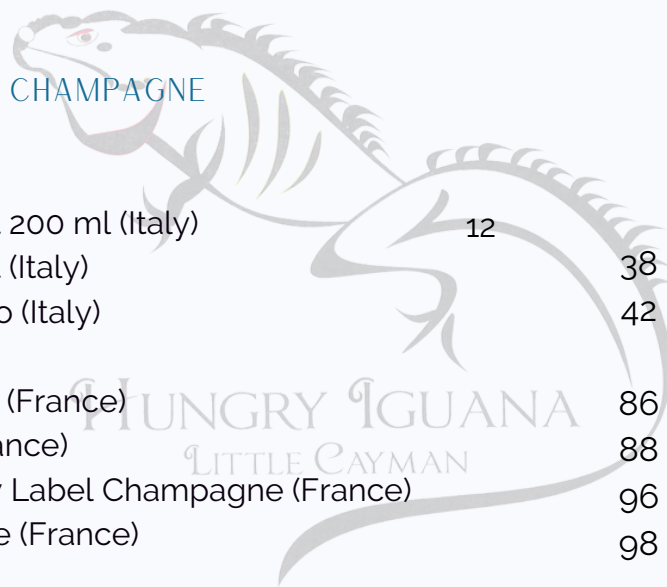 CHAMPAGNE
200 ml (Italy) 12
(Italy) 38
(Italy) 42
(France) 86
88
Label Champagne (France) 96
(France) 98
HUNGRY IGUANA
LITTLE CAYMAN